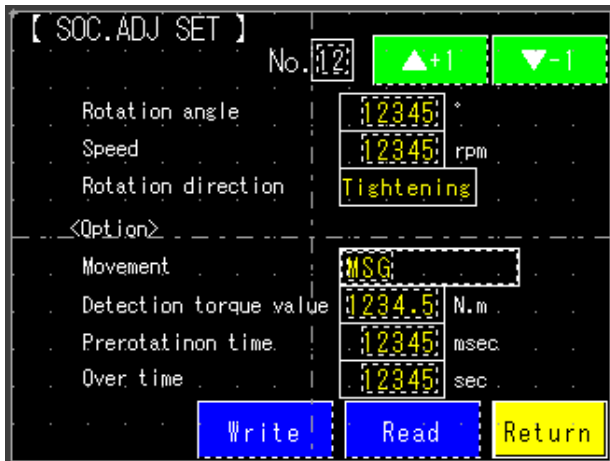 【 SOC.ADJ SET 】
No. 12 ▲+1 ▼-1
Rotation angle 12345 °
Speed 12345 rpm
Rotation direction Tightening
<Option>
Movement MSG
Detection torque value 1234.5 N.m
Prerotatinon time 12345 msec
Over time 12345 sec
Write Read Return